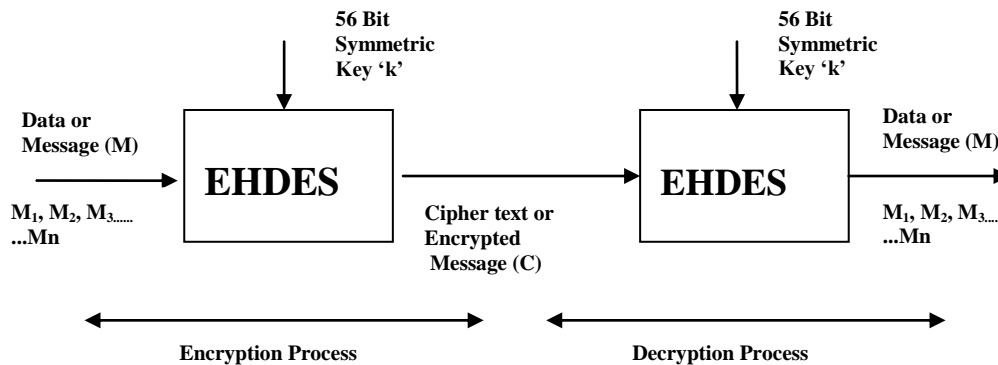 56 Bit
Symmetric
Key ‘k’
56 Bit
Symmetric
Key ‘k’
Data or
Message (M)
M₁, M₂, M₃......
...Mn
EHDES
Cipher text or
Encrypted
Message (C)
EHDES
Data or
Message (M)
M₁, M₂, M₃....
...Mn
Encryption Process
Decryption Process